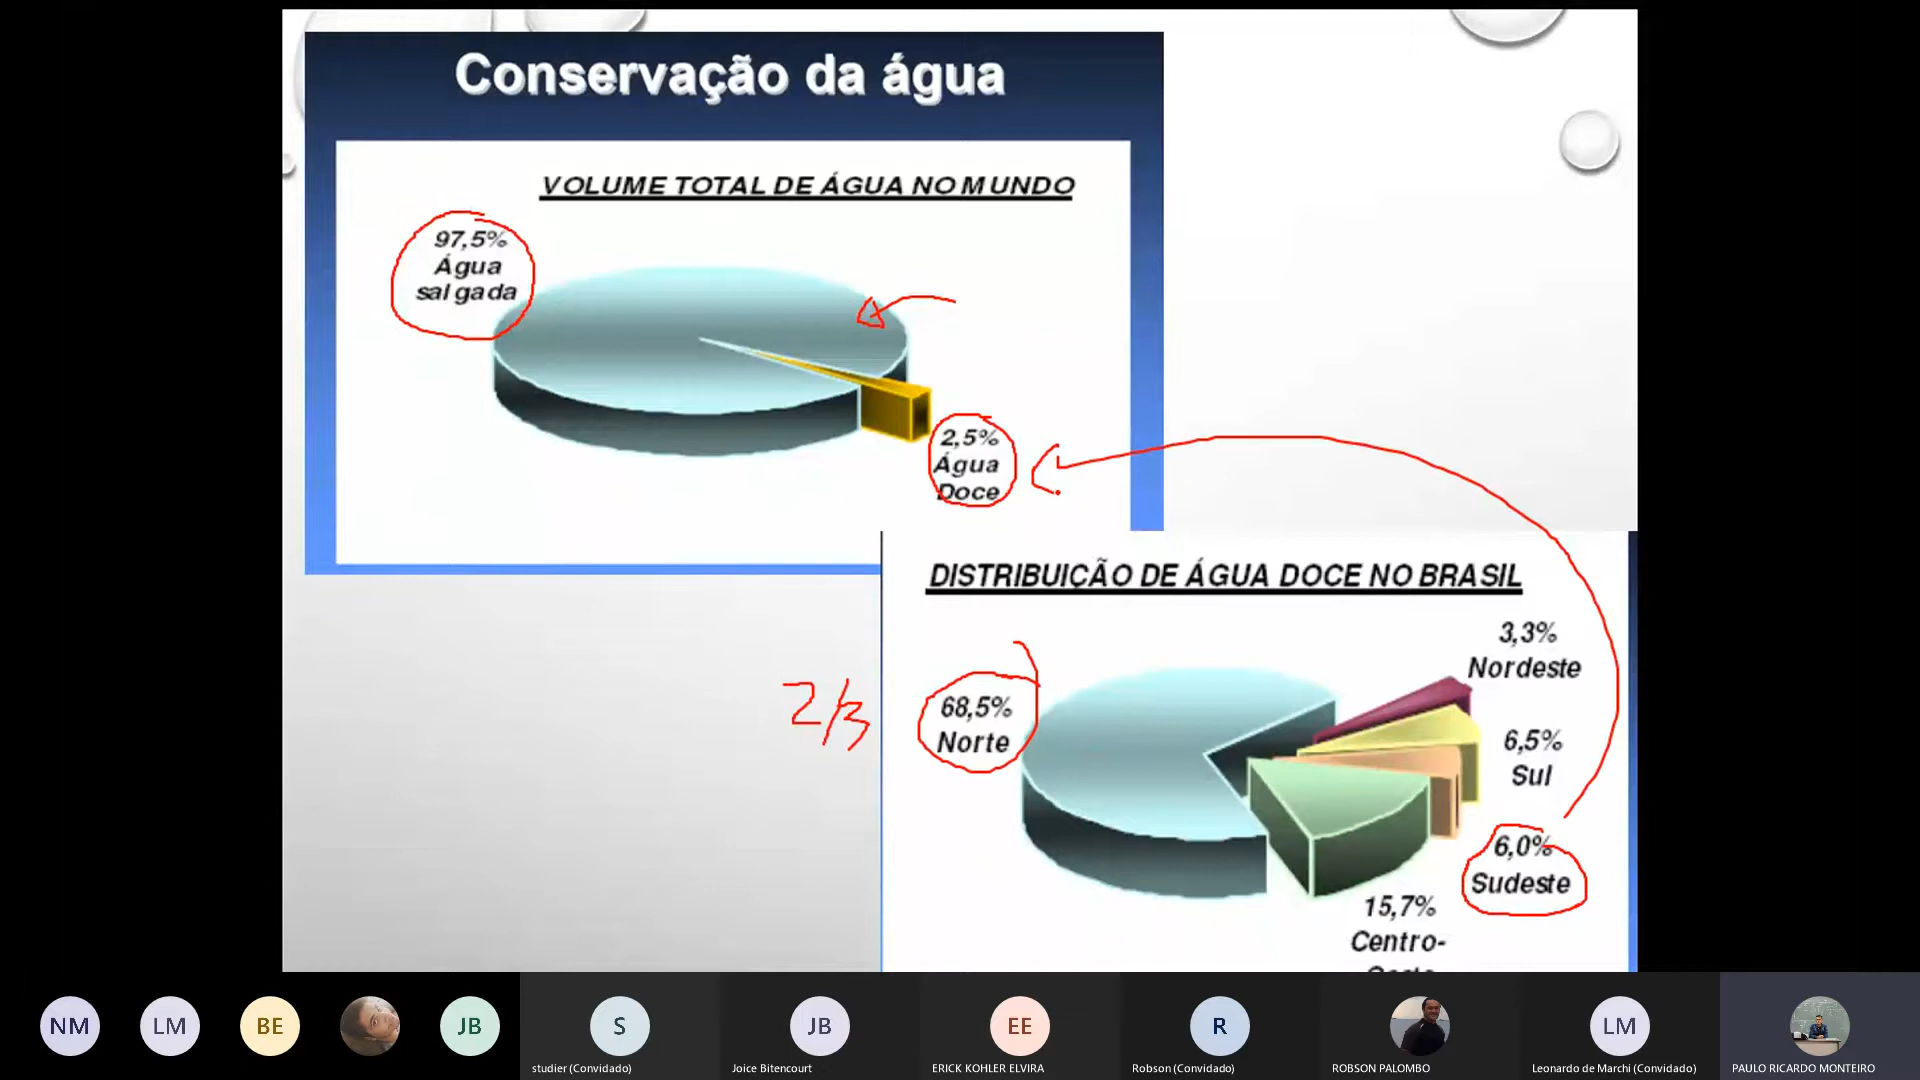 Conservação da água
VOLUME TOTAL DE ÁGUA NO MUNDO
97,5%
Água
salgada
2,5%
Água
Doce
DISTRIBUIÇÃO DE ÁGUA DOCE NO BRASIL
3,3%
Nordeste
2/3
68,5%
Norte
6,5%
Sul
6,0%
Sudeste
15,7%
Centro-
NM
LM
BE
JB
S
studier (Convidado)
JB
Joice Bitencourt
EE
ERICK KOHLER ELVIRA
R
Robson (Convidado)
ROBSON PALOMBO
LM
Leonardo de Marchi (Convidado)
PAULO RICARDO MONTEIRO